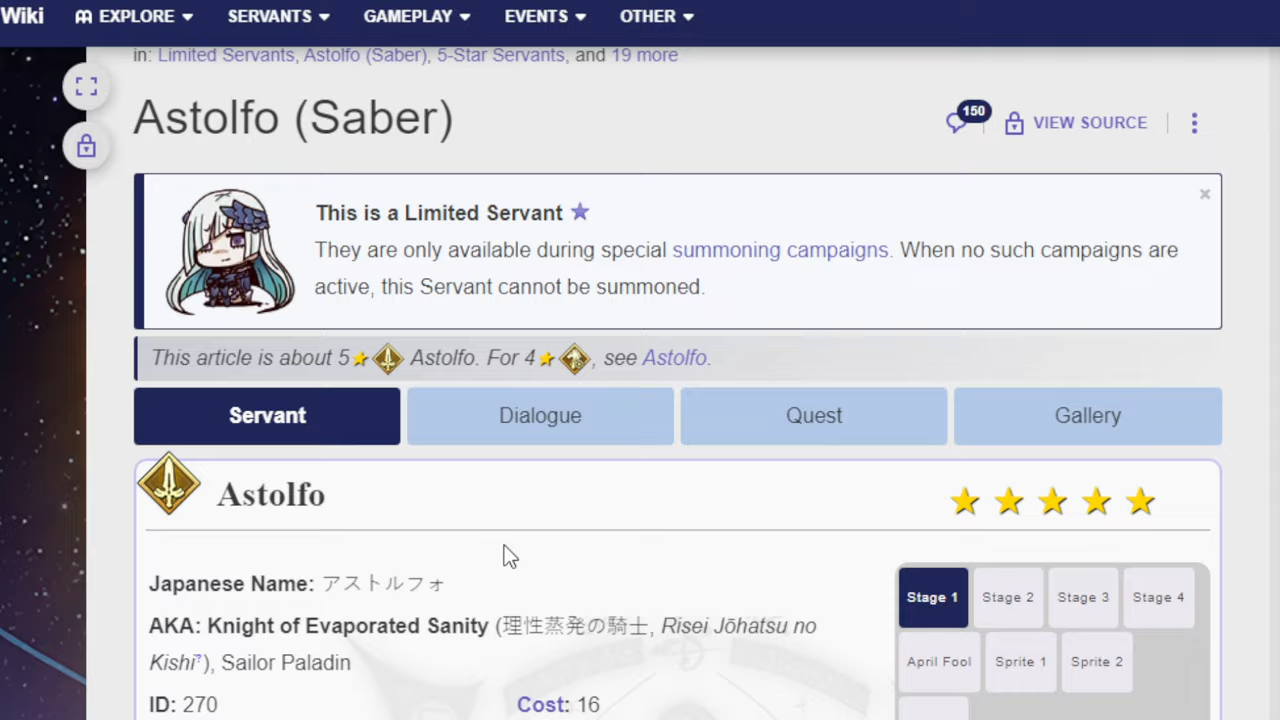 Wiki EXPLORE SERVANTS GAMEPLAY EVENTS OTHER
in: Limited Servants, Astolfo (Saber), 5-Star Servants, and 19 more
Astolfo (Saber)
150
VIEW SOURCE
This is a Limited Servant
They are only available during special summoning campaigns. When no such campaigns are
active, this Servant cannot be summoned.
This article is about 5 Astolfo. For 4 , see Astolfo.
Servant Dialogue Quest Gallery
Astolfo
Japanese Name: アストルフォ
AKA: Knight of Evaporated Sanity (理性蒸発の騎士, Risei Jōhatsu no
Kishi?), Sailor Paladin
ID: 270 Cost: 16
Stage 1 Stage 2 Stage 3 Stage 4
April Fool Sprite 1 Sprite 2